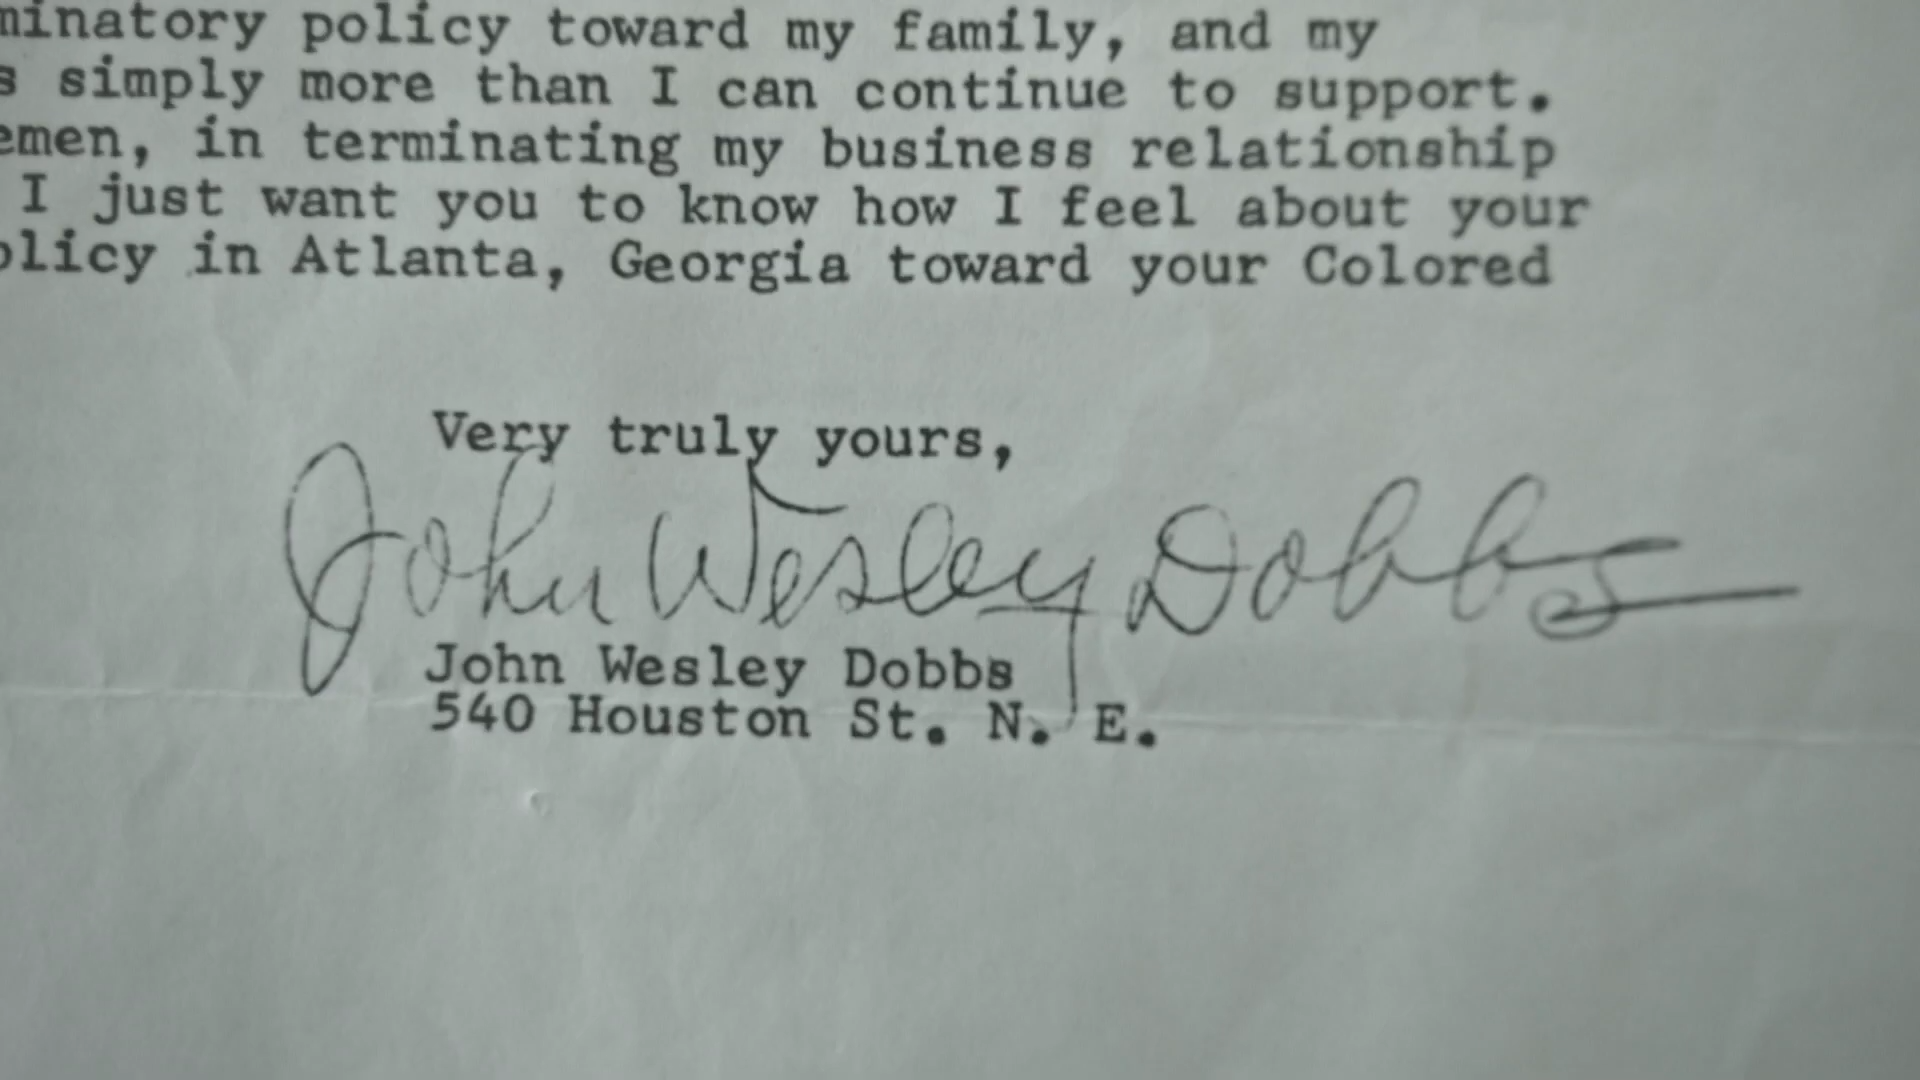 minatory policy toward my family, and my
s simply more than I can continue to support.
emen, in terminating my business relationship
I just want you to know how I feel about your
olicy in Atlanta, Georgia toward your Colored
Very truly yours,
John Wesley Dobbs
John Wesley Dobbs
540 Houston St. N. E.